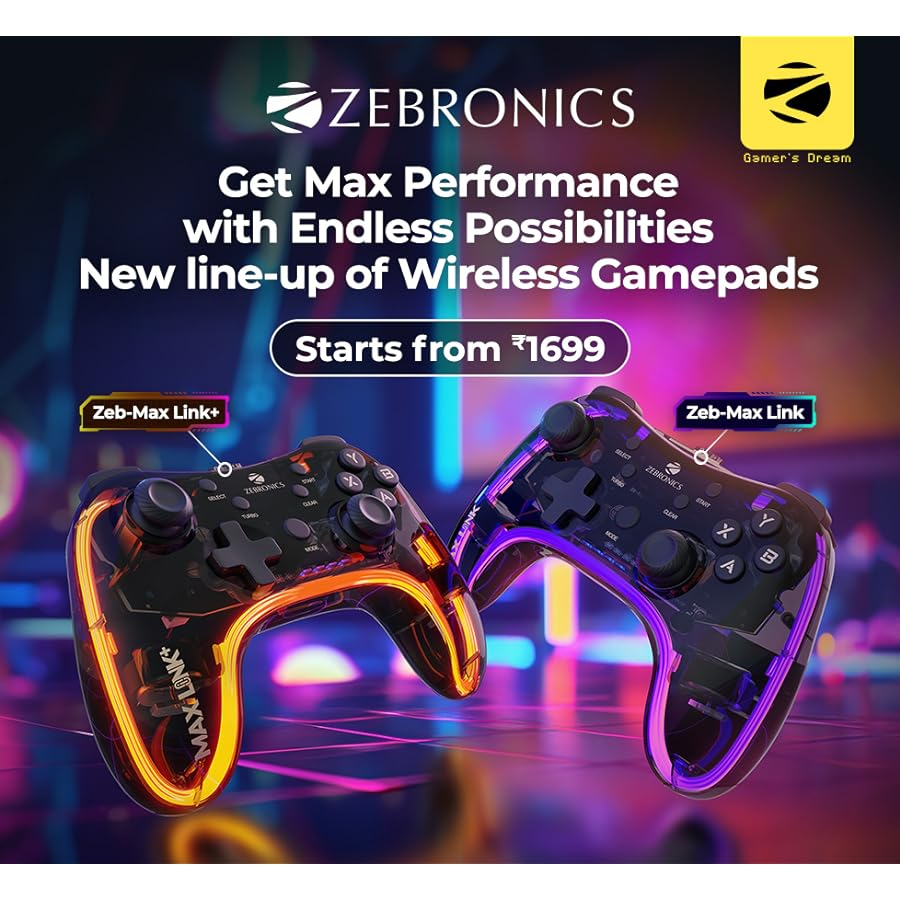 ZEBRONICS
Gamer's Dream
Get Max Performance
with Endless Possibilities
New line-up of Wireless Gamepads
Starts from ₹1699
Zeb-Max Link+
Zeb-Max Link
ZEBRONICS
SELECT
START
TURBO
CLEAR
MODE
X
Y
B
A
MAX LINK+
ZEBRONICS
SELECT
START
TURBO
CLEAR
MODE
X
Y
A
B
LINK